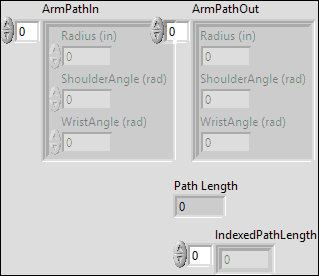 ArmPathIn ArmPathOut
0 0
Radius (in) Radius (in)
0 0
ShoulderAngle (rad) ShoulderAngle (rad)
0 0
WristAngle (rad) WristAngle (rad)
0 0
Path Length
0
IndexedPathLength
0 0